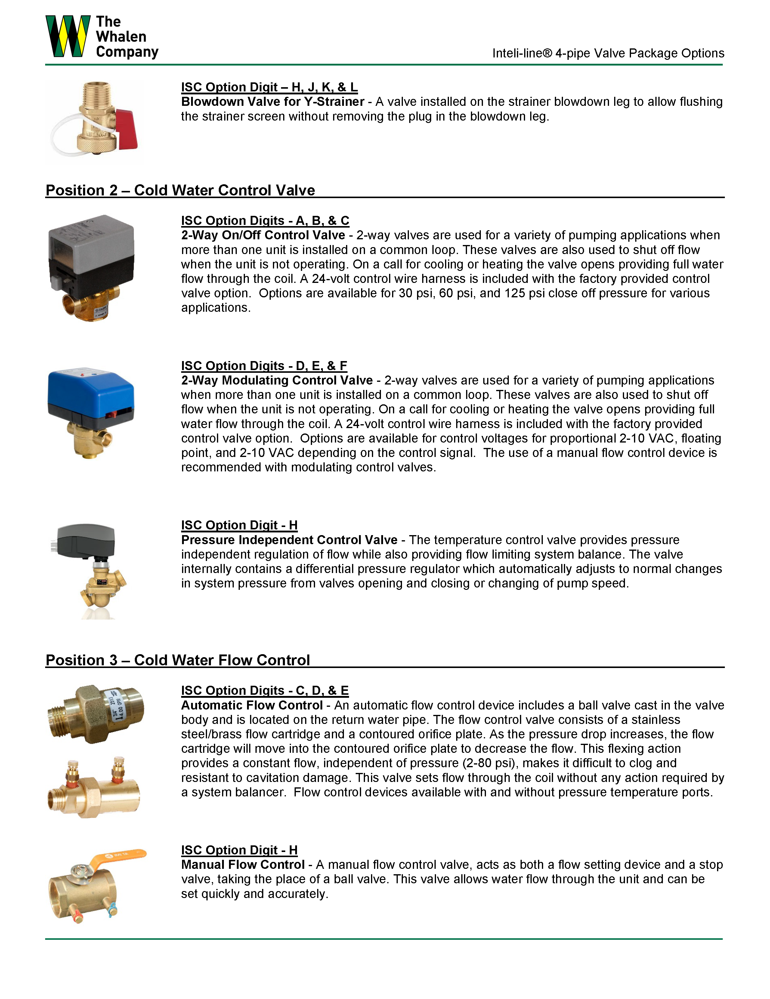 The
Whalen
Company
Inteli-line® 4-pipe Valve Package Options
ISC Option Digit – H, J, K, & L
Blowdown Valve for Y-Strainer - A valve installed on the strainer blowdown leg to allow flushing
the strainer screen without removing the plug in the blowdown leg.
Position 2 – Cold Water Control Valve
ISC Option Digits - A, B, & C
2-Way On/Off Control Valve - 2-way valves are used for a variety of pumping applications when
more than one unit is installed on a common loop. These valves are also used to shut off flow
when the unit is not operating. On a call for cooling or heating the valve opens providing full water
flow through the coil. A 24-volt control wire harness is included with the factory provided control
valve option.  Options are available for 30 psi, 60 psi, and 125 psi close off pressure for various
applications.
ISC Option Digits - D, E, & F
2-Way Modulating Control Valve - 2-way valves are used for a variety of pumping applications
when more than one unit is installed on a common loop. These valves are also used to shut off
flow when the unit is not operating. On a call for cooling or heating the valve opens providing full
water flow through the coil. A 24-volt control wire harness is included with the factory provided
control valve option.  Options are available for control voltages for proportional 2-10 VAC, floating
point, and 2-10 VAC depending on the control signal.  The use of a manual flow control device is
recommended with modulating control valves.
ISC Option Digit - H
Pressure Independent Control Valve - The temperature control valve provides pressure
independent regulation of flow while also providing flow limiting system balance. The valve
internally contains a differential pressure regulator which automatically adjusts to normal changes
in system pressure from valves opening and closing or changing of pump speed.
Position 3 – Cold Water Flow Control
3/4" 2513
4.00 GPM
ISC Option Digits - C, D, & E
Automatic Flow Control - An automatic flow control device includes a ball valve cast in the valve
body and is located on the return water pipe. The flow control valve consists of a stainless
steel/brass flow cartridge and a contoured orifice plate. As the pressure drop increases, the flow
cartridge will move into the contoured orifice plate to decrease the flow. This flexing action
provides a constant flow, independent of pressure (2-80 psi), makes it difficult to clog and
resistant to cavitation damage. This valve sets flow through the coil without any action required by
a system balancer.  Flow control devices available with and without pressure temperature ports.
IMI TA
ISC Option Digit - H
Manual Flow Control - A manual flow control valve, acts as both a flow setting device and a stop
valve, taking the place of a ball valve. This valve allows water flow through the unit and can be
set quickly and accurately.